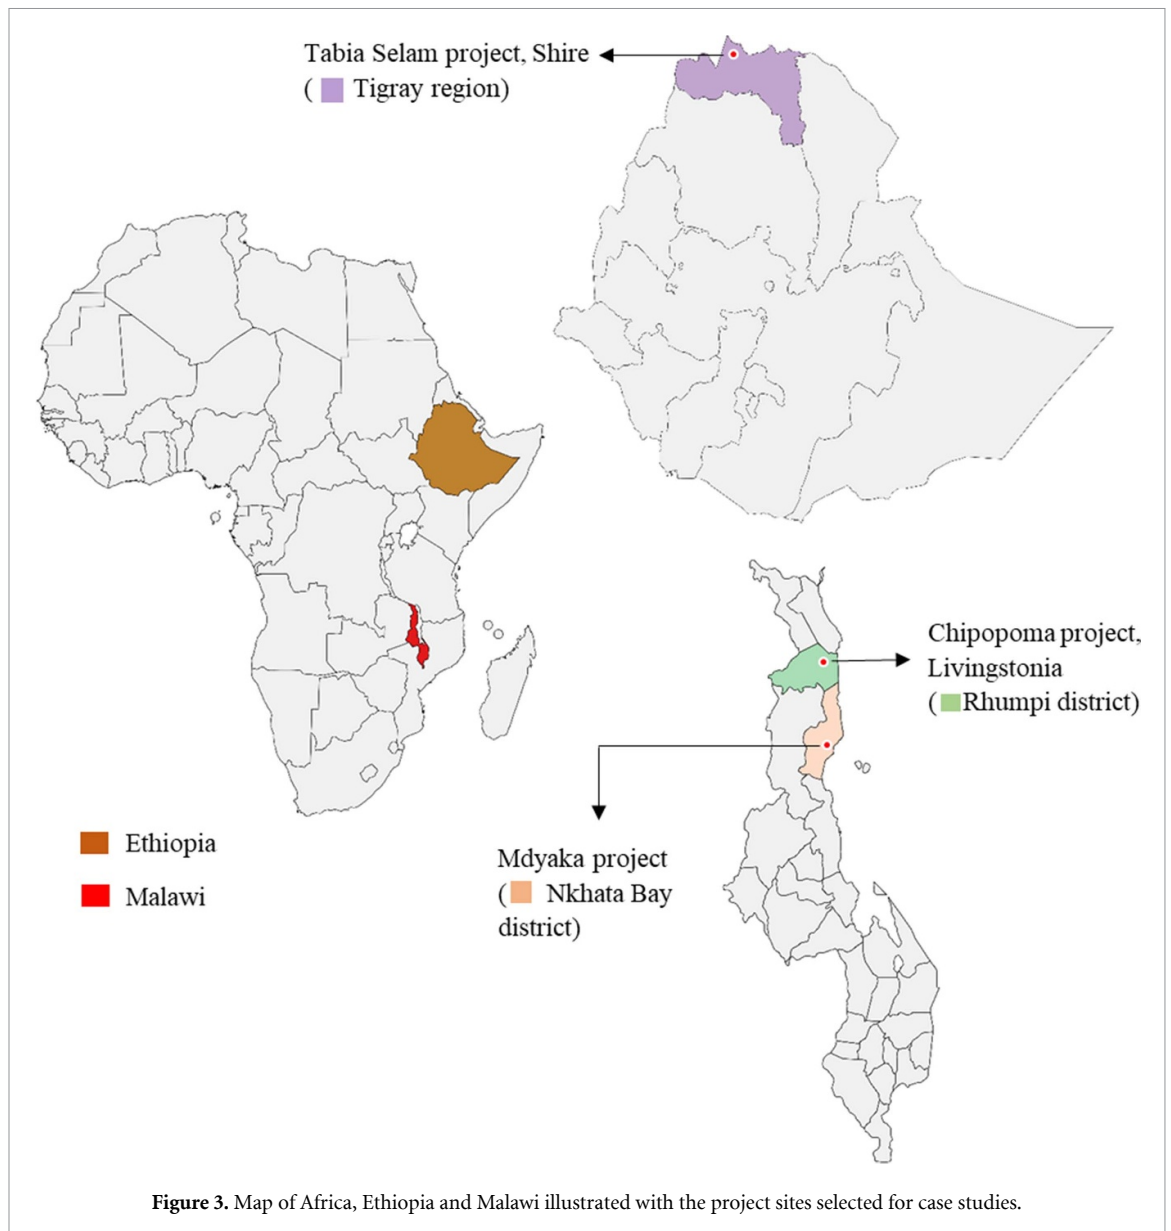 Tabia Selam project, Shire
( Tigray region)
Chipopoma project,
Livingstonia
( Rhumpi district)
Mdyaka project
( Nkhata Bay
district)
Ethiopia
Malawi
Figure 3. Map of Africa, Ethiopia and Malawi illustrated with the project sites selected for case studies.